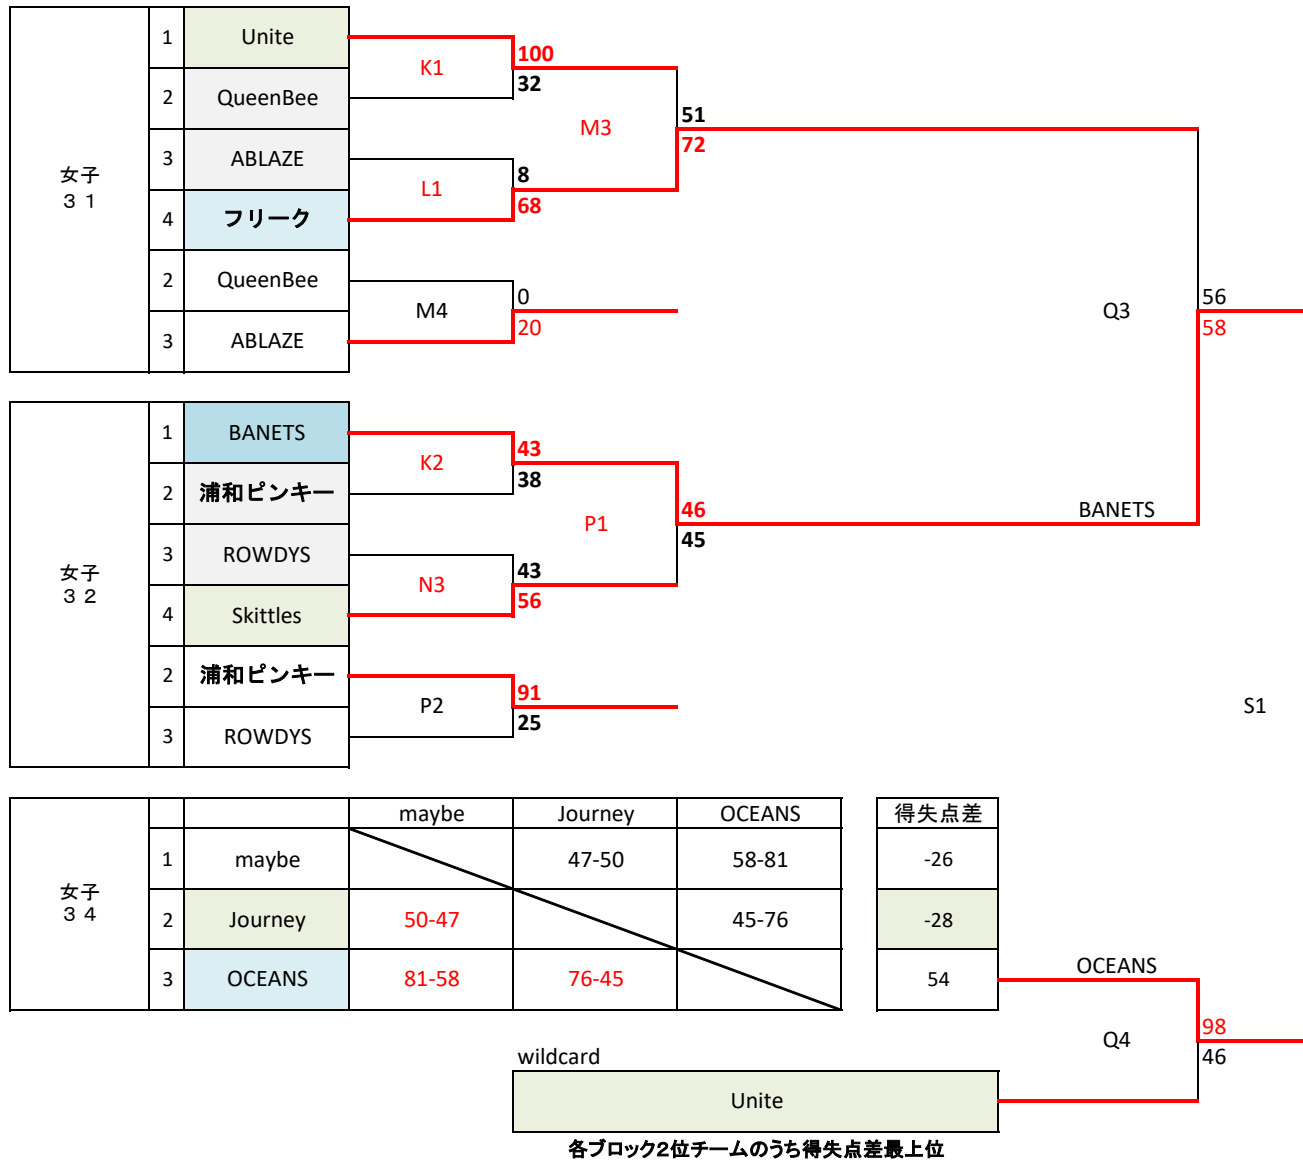 女子
３１
1 Unite
2 QueenBee
3 ABLAZE
4 フリーク
2 QueenBee
3 ABLAZE
K1
100
32
L1
8
68
M3
51
72
M4
0
20
Q3
56
58
女子
３２
1 BANETS
2 浦和ピンキー
3 ROWDYS
4 Skittles
2 浦和ピンキー
3 ROWDYS
K2
43
38
N3
43
56
P1
46
45
BANETS
P2
91
25
S1
女子
３４
maybe Journey OCEANS 得失点差
1 maybe 47-50 58-81 -26
2 Journey 50-47 45-76 -28
3 OCEANS 81-58 76-45 54
OCEANS
Q4
98
46
wildcard
Unite
各ブロック2位チームのうち得失点差最上位